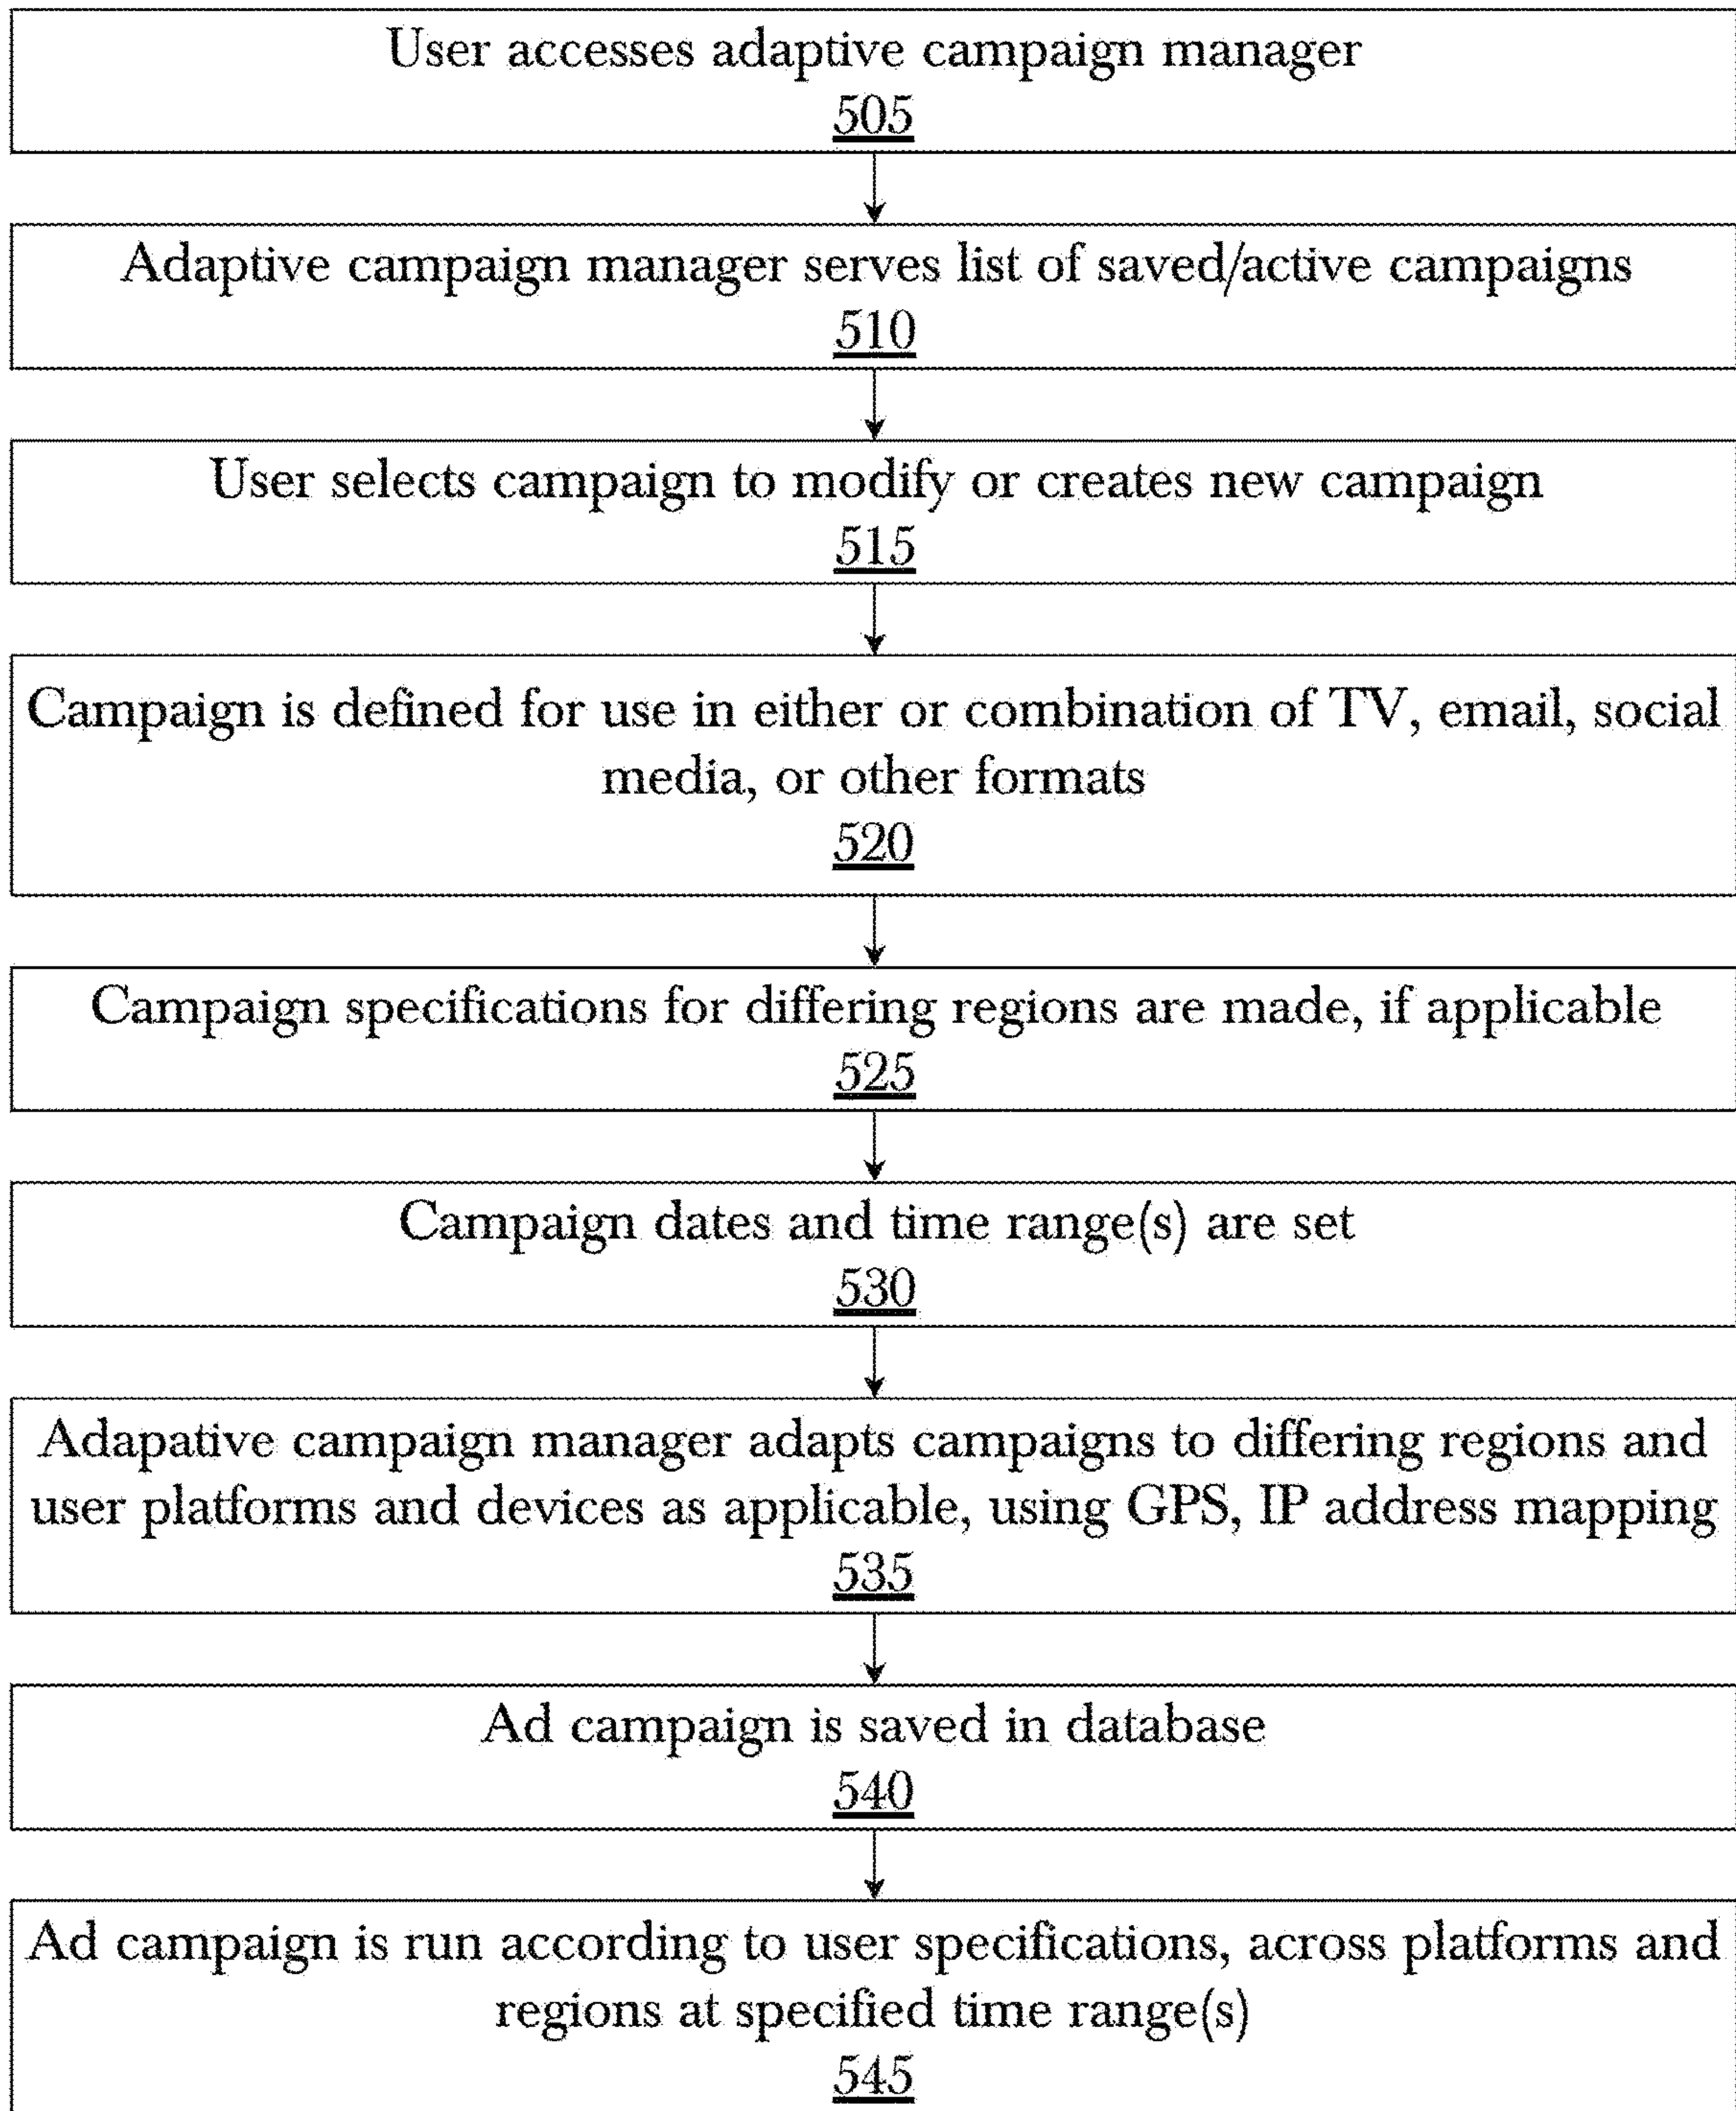 User accesses adaptive campaign manager
505
Adaptive campaign manager serves list of saved/active campaigns
510
User selects campaign to modify or creates new campaign
515
Campaign is defined for use in either or combination of TV, email, social
media, or other formats
520
Campaign specifications for differing regions are made, if applicable
525
Campaign dates and time range(s) are set
530
Adapative campaign manager adapts campaigns to differing regions and
user platforms and devices as applicable, using GPS, IP address mapping
535
Ad campaign is saved in database
540
Ad campaign is run according to user specifications, across platforms and
regions at specified time range(s)
545